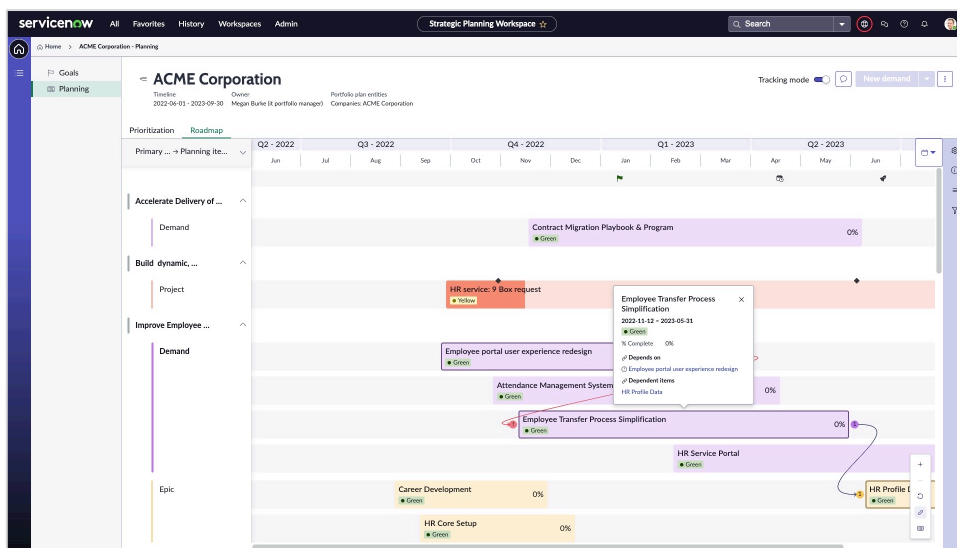 servicenow All Favorites History Workspaces Admin Strategic Planning Workspace Search
Home > ACME Corporation - Planning
Goals
Planning
ACME Corporation
Timeline Owner Portfolio plan entities
2022-06-01 - 2023-09-30 Megan Burke (it portfolio manager) Companies: ACME Corporation
Tracking mode New demand
Prioritization Roadmap
Primary ... → Planning ite...
Q2 - 2022 Q3 - 2022 Q4 - 2022 Q1 - 2023 Q2 - 2023
Jun Jul Aug Sep Oct Nov Dec Jan Feb Mar Apr May Jun
Accelerate Delivery of ...
Demand
Contract Migration Playbook & Program 0%
Green
Build dynamic, ...
Project
HR service: 9 Box request
Yellow
Improve Employee ...
Demand
Employee portal user experience redesign
Green
Attendance Management System 0%
Green
Employee Transfer Process Simplification 0% 1
Green
HR Service Portal
Green
Employee Transfer Process
Simplification
2022-11-12 – 2023-05-31
Green
% Complete 0%
Depends on
Employee portal user experience redesign
Dependent items
HR Profile Data
Epic
Career Development 0%
Green
1 HR Profile
Green
HR Core Setup 0%
Green